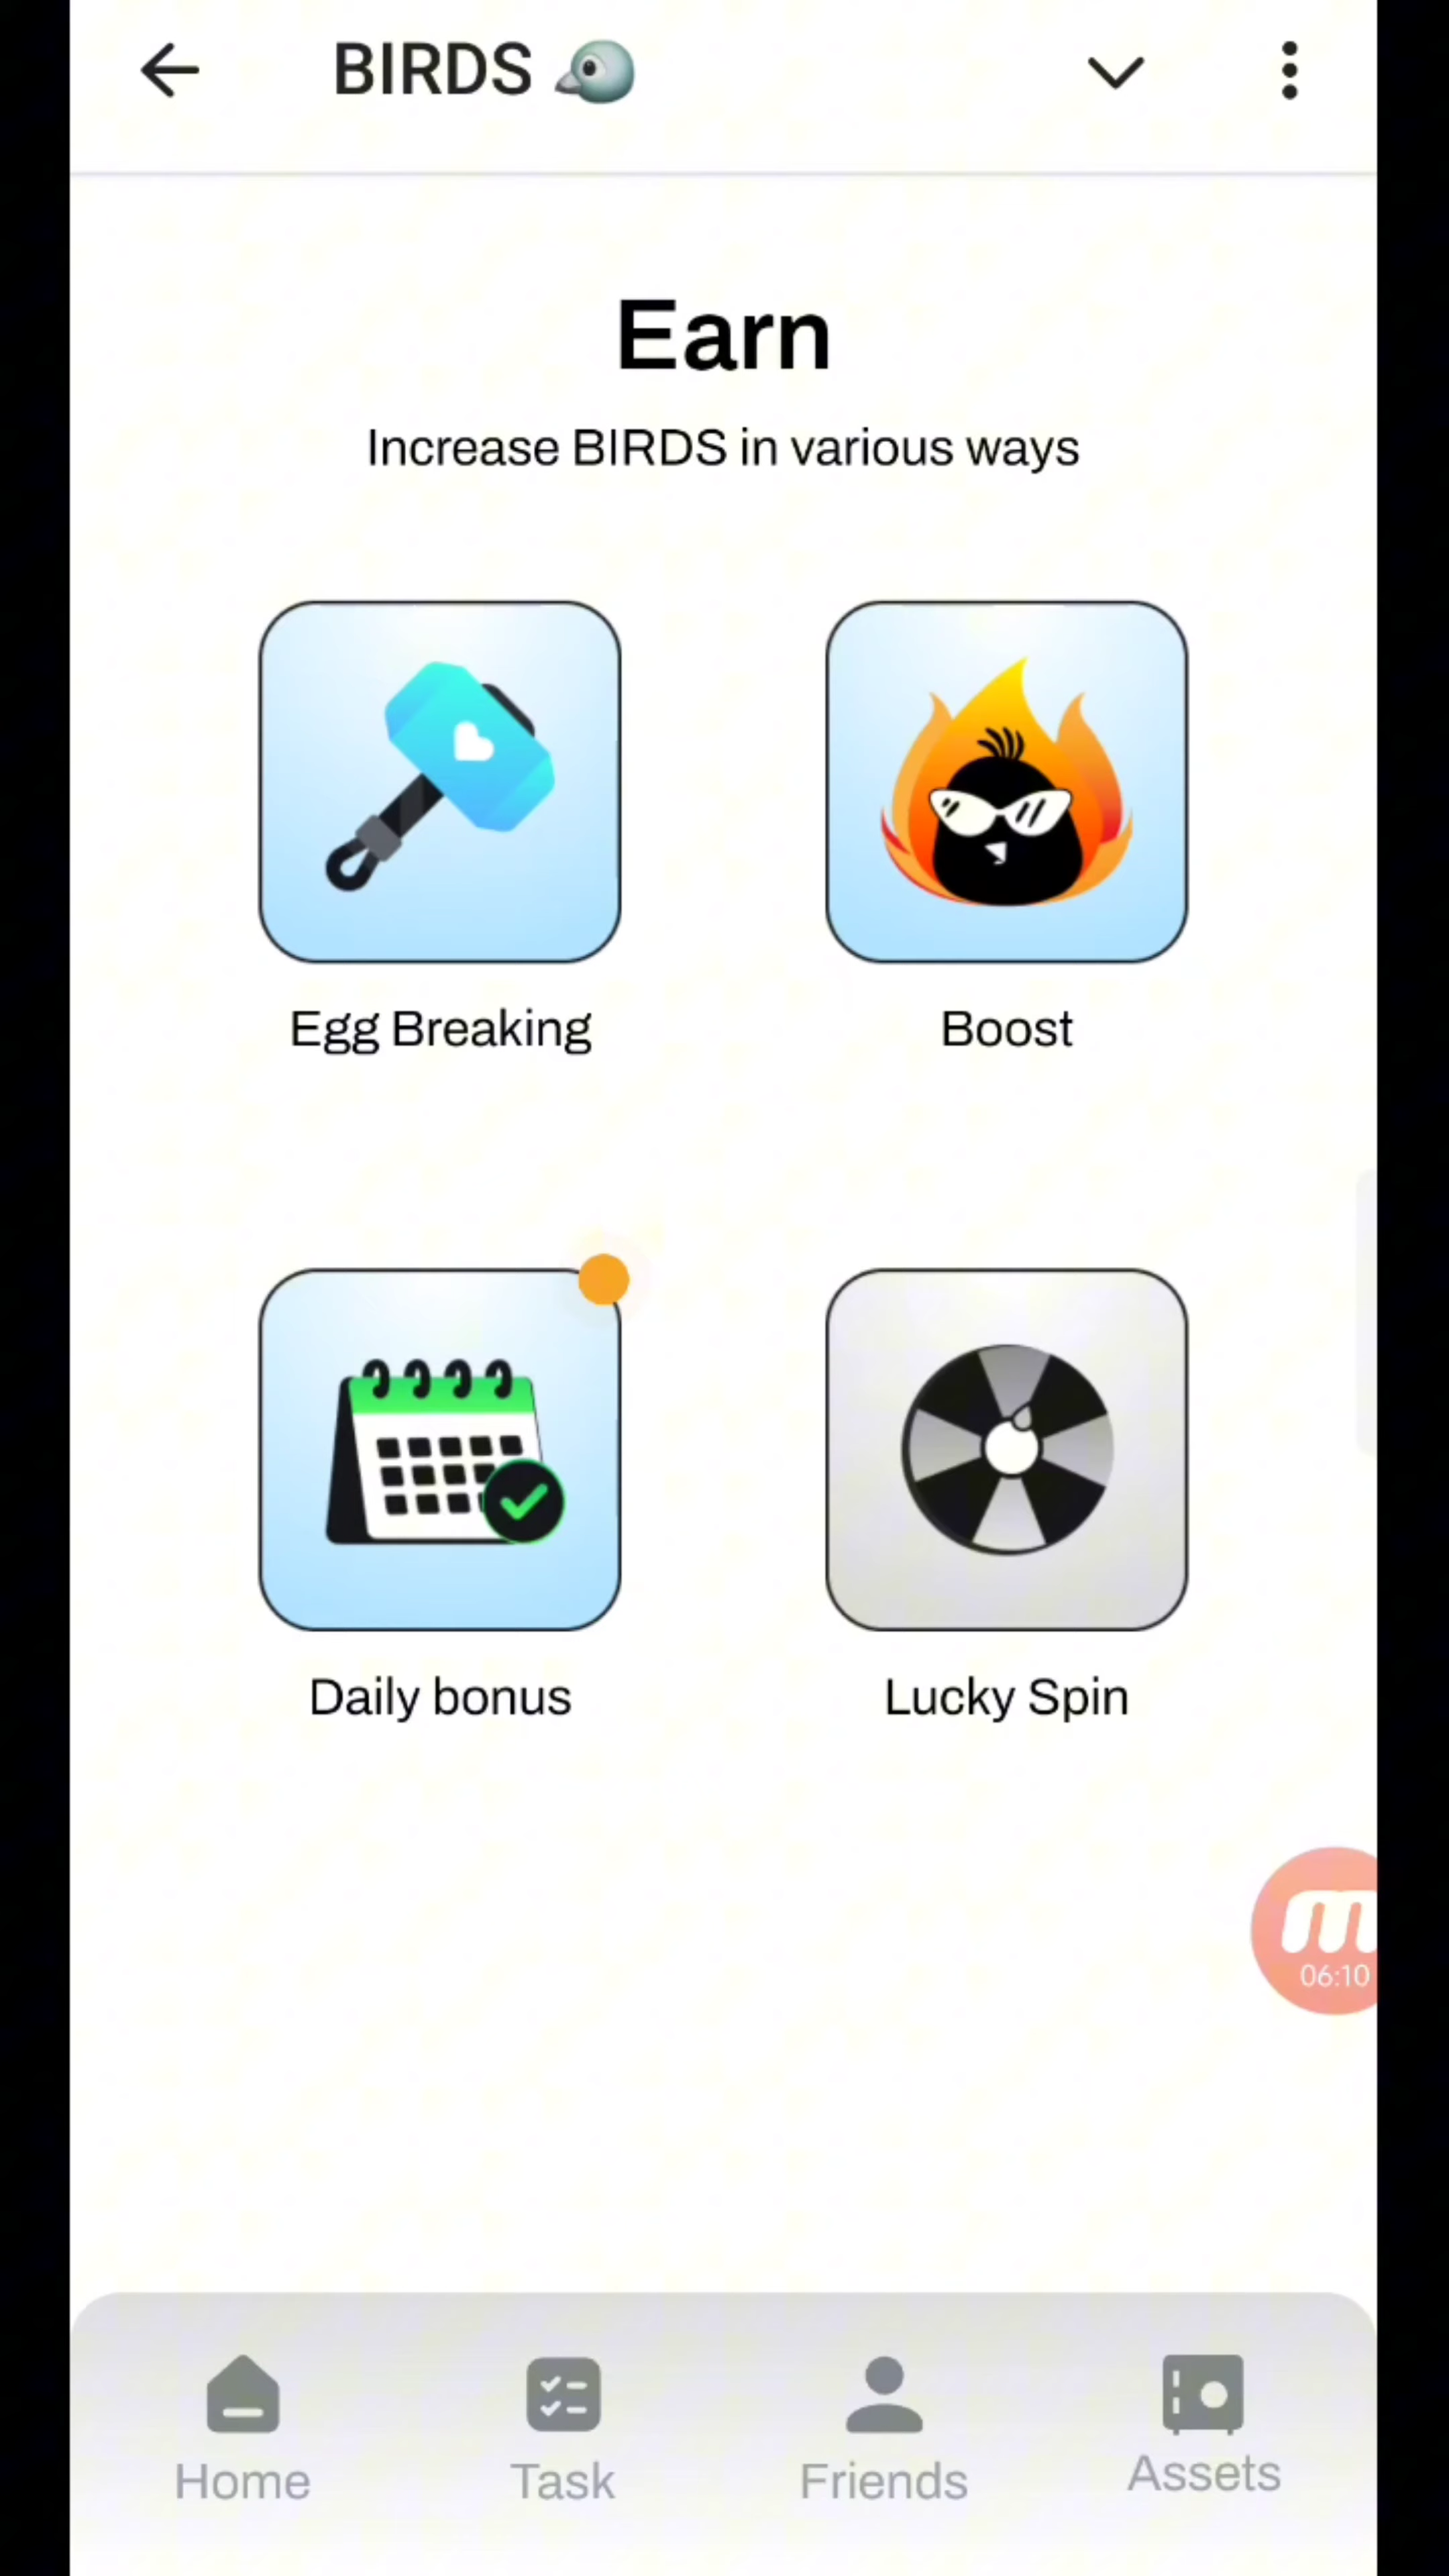 BIRDS
Earn
Increase BIRDS in various ways
Egg Breaking
Boost
Daily bonus
Lucky Spin
06:10
Home
Task
Friends
Assets